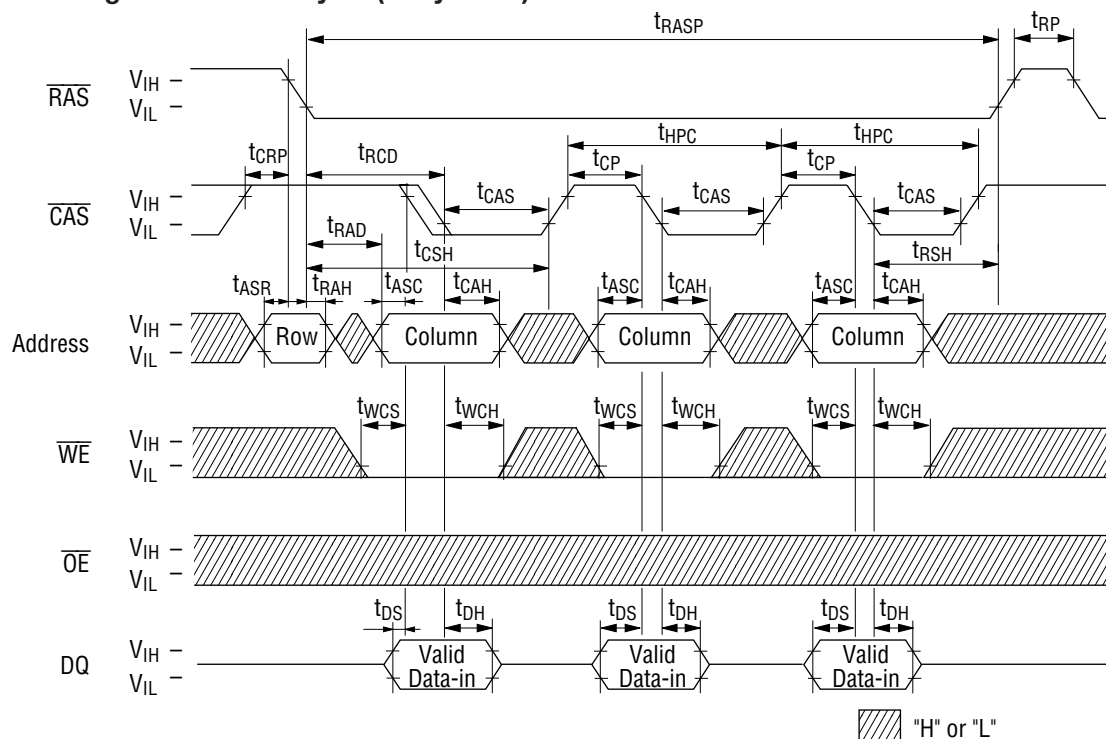 tRASP tRP
RAS VIH
VIL
tHPC tHPC
tCRP tRCD tCP tCP
CAS VIH
VIL
tCAS tCAS tCAS
tRAD tCSH tRSH
tASR tRAH tASC tCAH tASC tCAH tASC tCAH
Address VIH
VIL
Row Column Column Column
tWCS tWCH tWCS tWCH tWCS tWCH
WE VIH
VIL
OE VIH
VIL
tDS tDH tDS tDH tDS tDH
DQ VIH
VIL
Valid Data-in
Valid Data-in
Valid Data-in
"H" or "L"